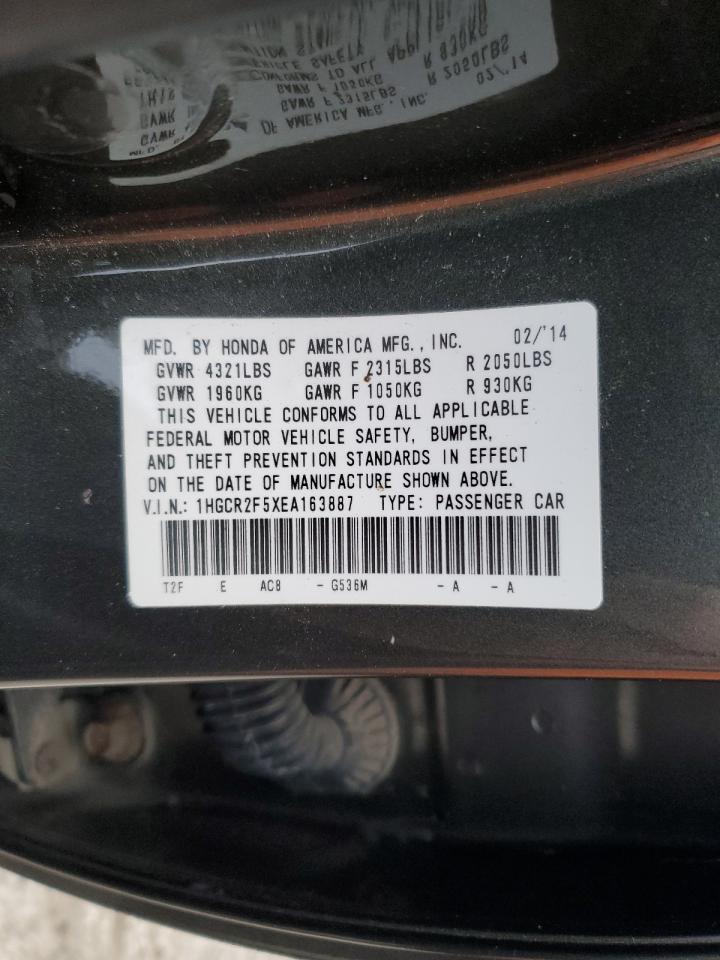 MFD. BY HONDA OF AMERICA MFG., INC. 02/'14
GVWR 4321LBS GAWR F 2315LBS R 2050LBS
GVWR 1960KG GAWR F 1050KG R 930KG
THIS VEHICLE CONFORMS TO ALL APPLICABLE
FEDERAL MOTOR VEHICLE SAFETY, BUMPER,
AND THEFT PREVENTION STANDARDS IN EFFECT
ON THE DATE OF MANUFACTURE SHOWN ABOVE.
V.I.N.: 1HGCR2F5XEA163887 TYPE: PASSENGER CAR
T2F E AC8 - G536M - A - A